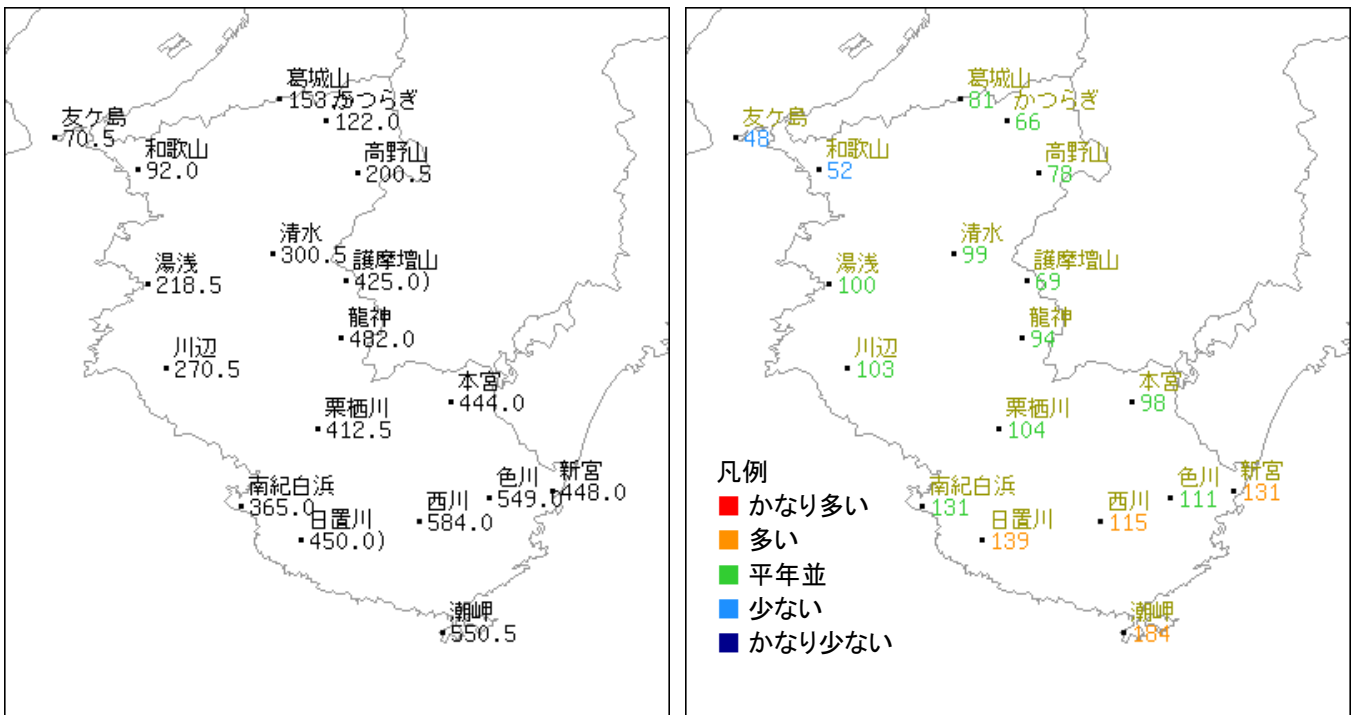 葛城山
153.5
かつらぎ
122.0
友ケ島
70.5
和歌山
92.0
高野山
200.5
清水
300.5
湯浅
218.5
護摩壇山
425.0)
龍神
482.0
川辺
270.5
本宮
444.0
栗栖川
412.5
新宮
448.0
色川
549.0
南紀白浜
365.0
西川
584.0
日置川
450.0)
潮岬
550.5
葛城山
81
かつらぎ
66
友ケ島
48
和歌山
52
高野山
78
清水
99
湯浅
100
護摩壇山
69
龍神
94
川辺
103
本宮
98
栗栖川
104
新宮
131
色川
111
南紀白浜
131
西川
115
日置川
139
潮岬
184
凡例
かなり多い
多い
平年並
少ない
かなり少ない